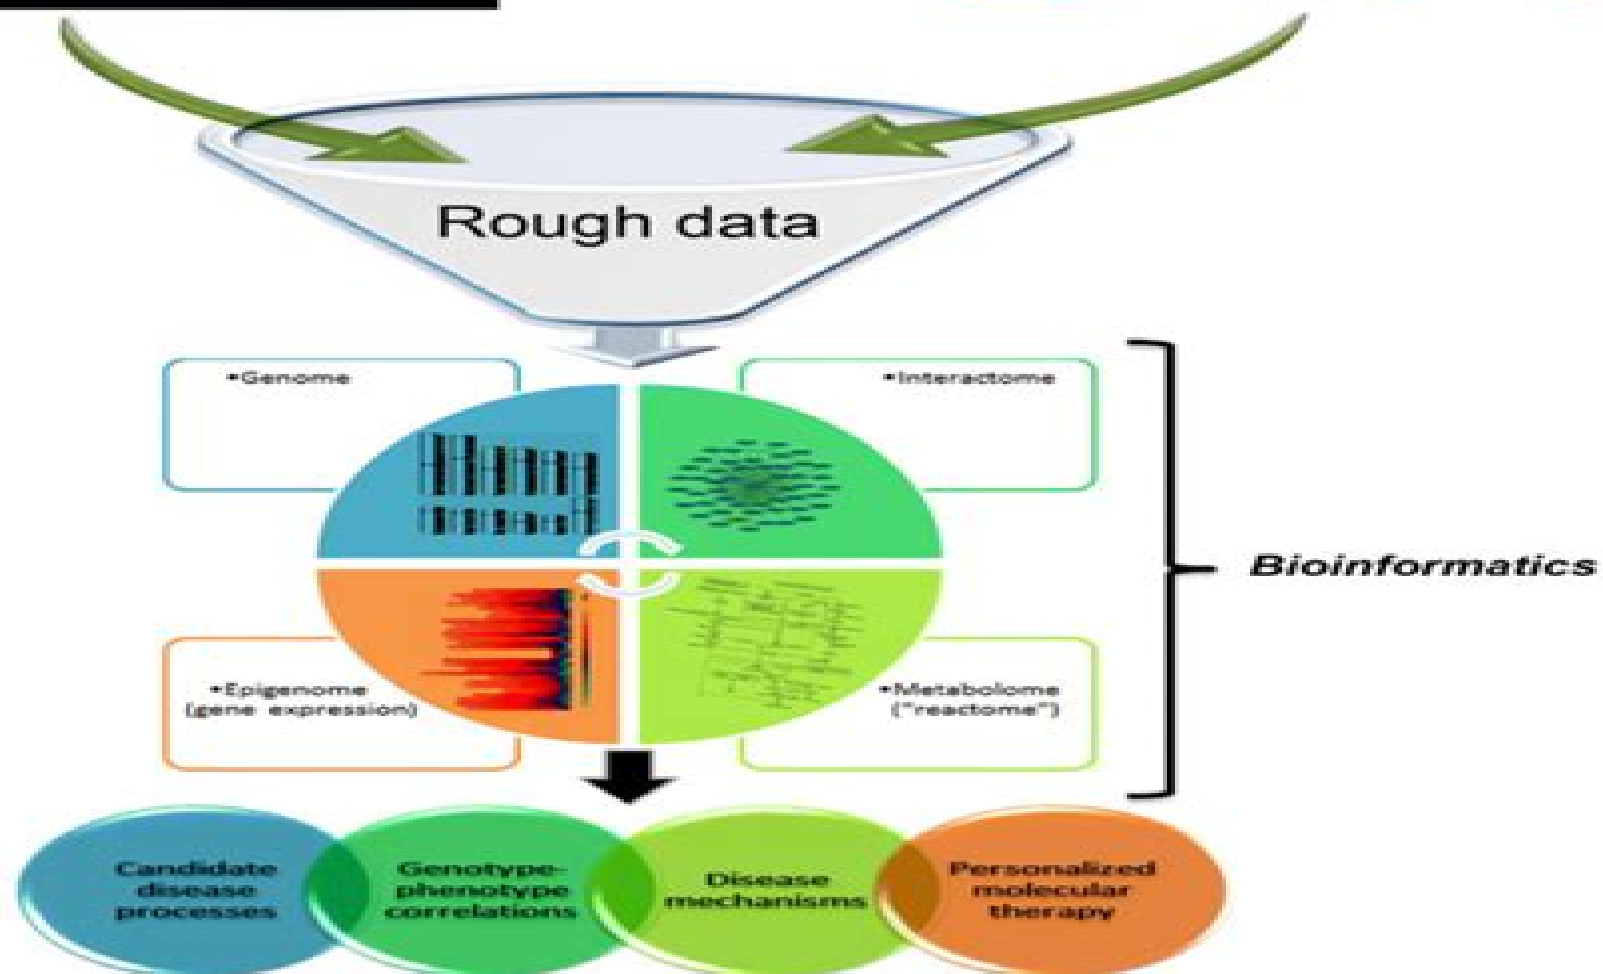 Rough data
•Genome
•Interactome
Bioinformatics
•Epigenome
(gene expression)
•Metabolome
("reactome")
Candidate
disease
processes
Genotype-
phenotype
correlations
Disease
mechanisms
Personalized
molecular
therapy